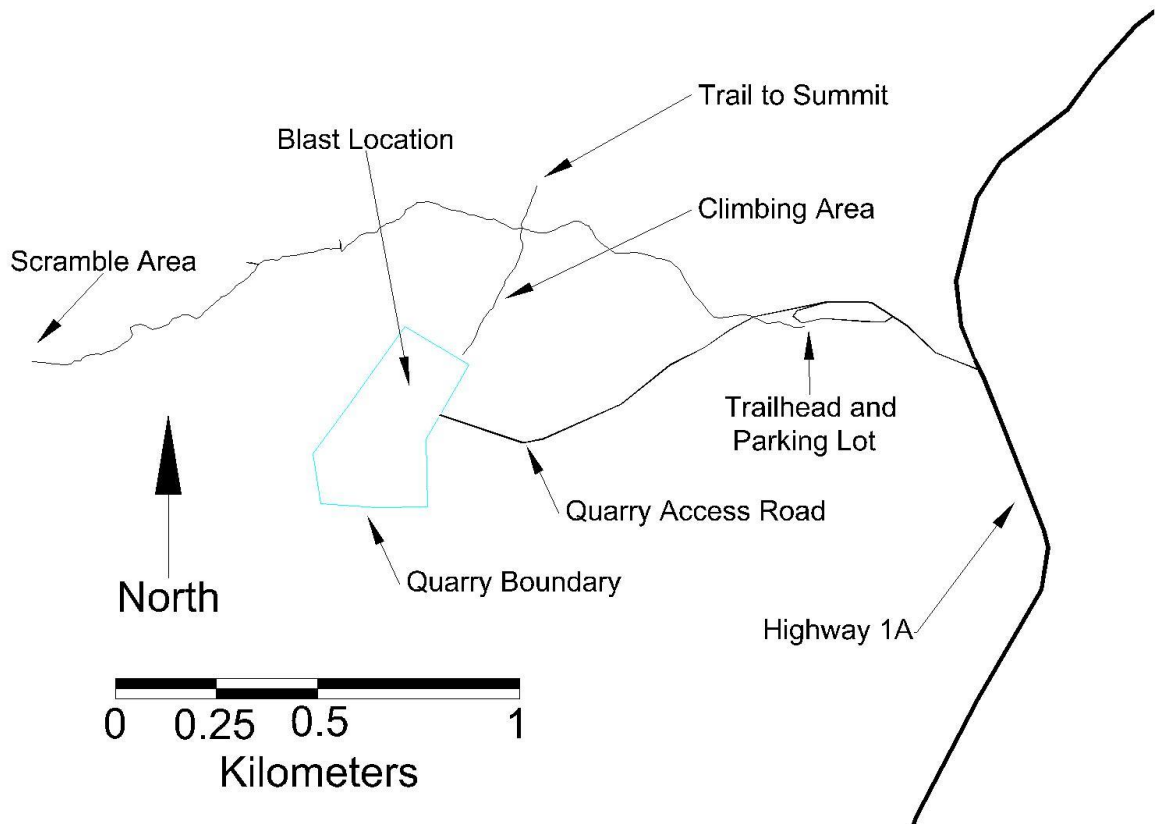 Trail to Summit
Blast Location
Climbing Area
Scramble Area
Trailhead and
Parking Lot
Quarry Access Road
Quarry Boundary
North
Highway 1A
0 0.25 0.5 1
Kilometers